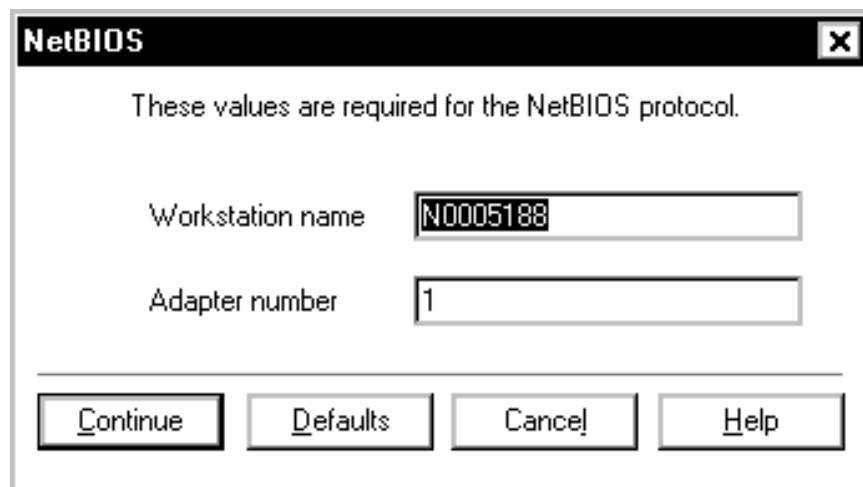 NetBIOS
These values are required for the NetBIOS protocol.
Workstation name N0005188
Adapter number 1
Continue Defaults Cancel Help